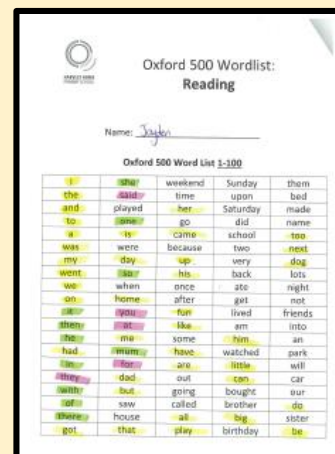 Oxford 500 Wordlist:
Reading
Name: Jayden
Oxford 500 Word List 1-100
I she weekend Sunday them
the said time upon bed
and played her Saturday made
to one go did name
a is came school too
was were because two next
my day up very dog
went so his back lots
we when once ate night
on home after get not
it you fun lived friends
then at like am into
he me some him an
had mum have watched park
in for are little will
they dad out can car
with but going bought our
of saw called brother do
there house all big sister
got that play birthday be